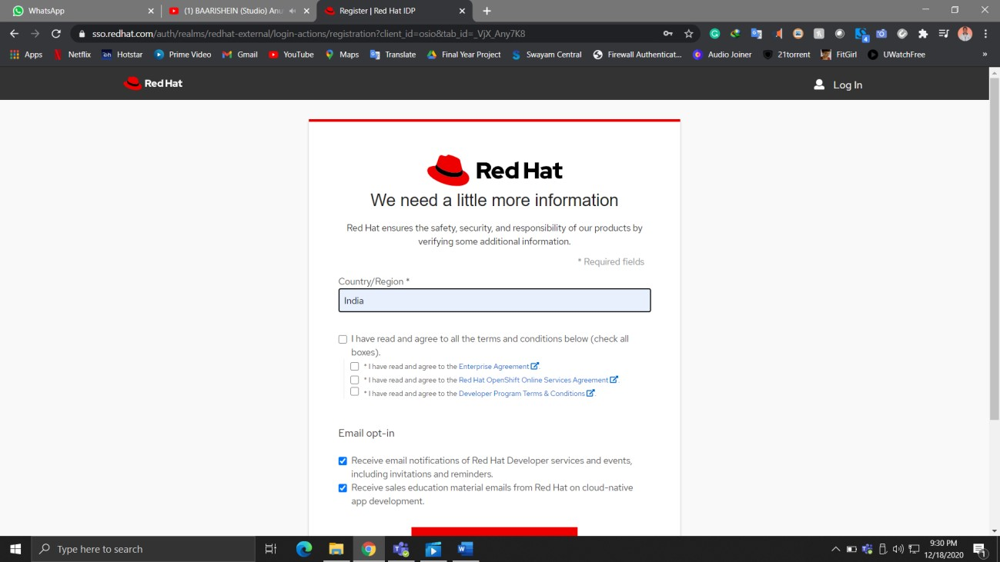 WhatsApp
(1) BAARISHEIN (Studio) Anu
Register | Red Hat IDP
sso.redhat.com/auth/realms/redhat-external/login-actions/registration?client_id=osio&tab_id=_VjX_Any7K8
4
Apps
Netflix
Hotstar
Prime Video
Gmail
YouTube
Maps
Translate
Final Year Project
Swayam Central
Firewall Authenticat...
Audio Joiner
21torrent
FitGirl
UWatchFree
»
Red Hat
Log In
Red Hat
We need a little more information
Red Hat ensures the safety, security, and responsibility of our products by
verifying some additional information.
* Required fields
Country/Region *
India
I have read and agree to all the terms and conditions below (check all
boxes).
* I have read and agree to the Enterprise Agreement.
* I have read and agree to the Red Hat OpenShift Online Services Agreement.
* I have read and agree to the Developer Program Terms & Conditions.
Email opt-in
Receive email notifications of Red Hat Developer services and events,
including invitations and reminders.
Receive sales education material emails from Red Hat on cloud-native
app development.
Type here to search
9:30 PM
12/18/2020
1